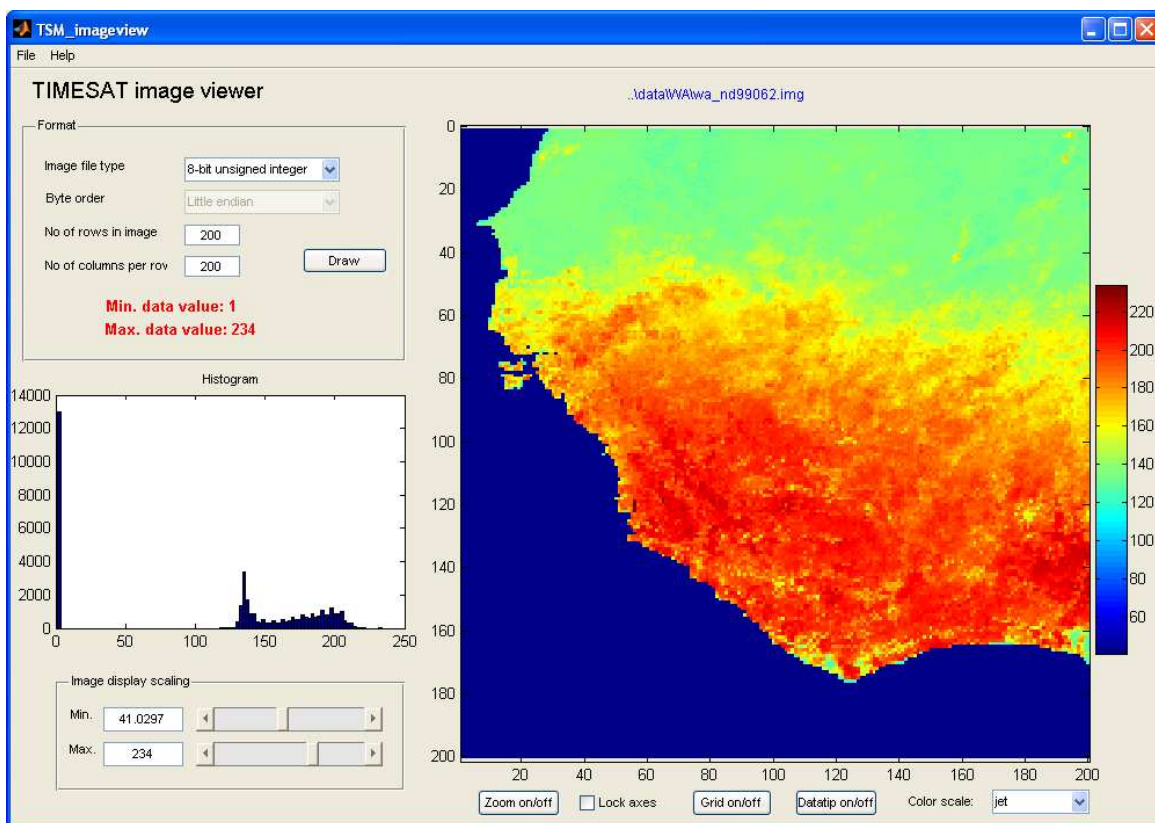 TSM_imageview
File Help
TIMESAT image viewer
..\data\WA\wa_nd99062.img
Format
Image file type 8-bit unsigned integer
Byte order Little endian
No of rows in image 200
No of columns per rov 200
Draw
Min. data value: 1
Max. data value: 234
Histogram
14000
12000
10000
8000
6000
4000
2000
0
0 50 100 150 200 250
Image display scaling
Min. 41.0297
Max. 234
0
20
40
60
80
100
120
140
160
180
200
20 40 60 80 100 120 140 160 180 200
220
200
180
160
140
120
100
80
60
Zoom on/off Lock axes Grid on/off Datatip on/off Color scale: jet